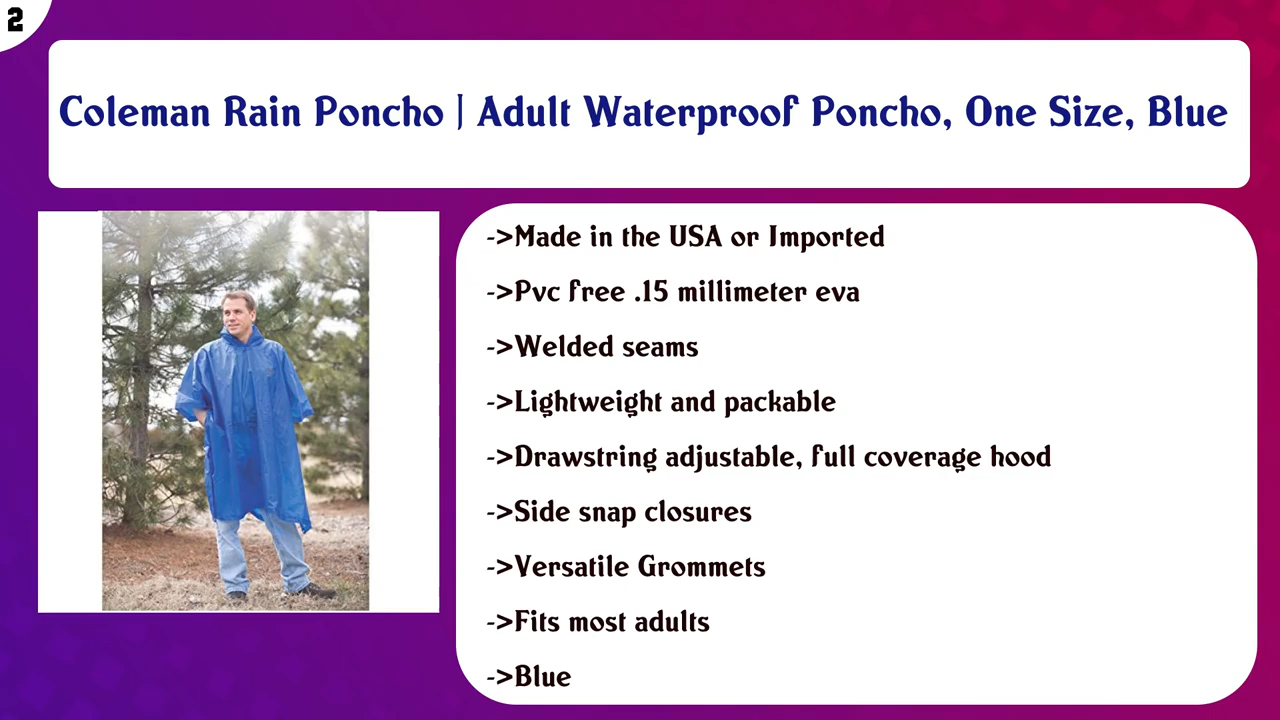 2
Coleman Rain Poncho | Adult Waterproof Poncho, One Size, Blue
->Made in the USA or Imported
->Pvc free .15 millimeter eva
->Welded seams
->Lightweight and packable
->Drawstring adjustable, full coverage hood
->Side snap closures
->Versatile Grommets
->Fits most adults
->Blue